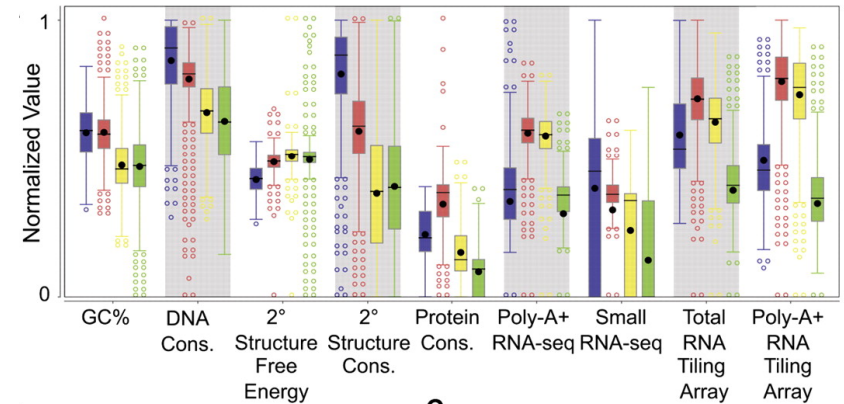 1
Normalized Value
0
GC%
DNA
Cons.
2°
Structure
Free
Energy
2°
Structure
Cons.
Protein
Cons.
Poly-A+
RNA-seq
Small
RNA-seq
Total
RNA
Tiling
Array
Poly-A+
RNA
Tiling
Array